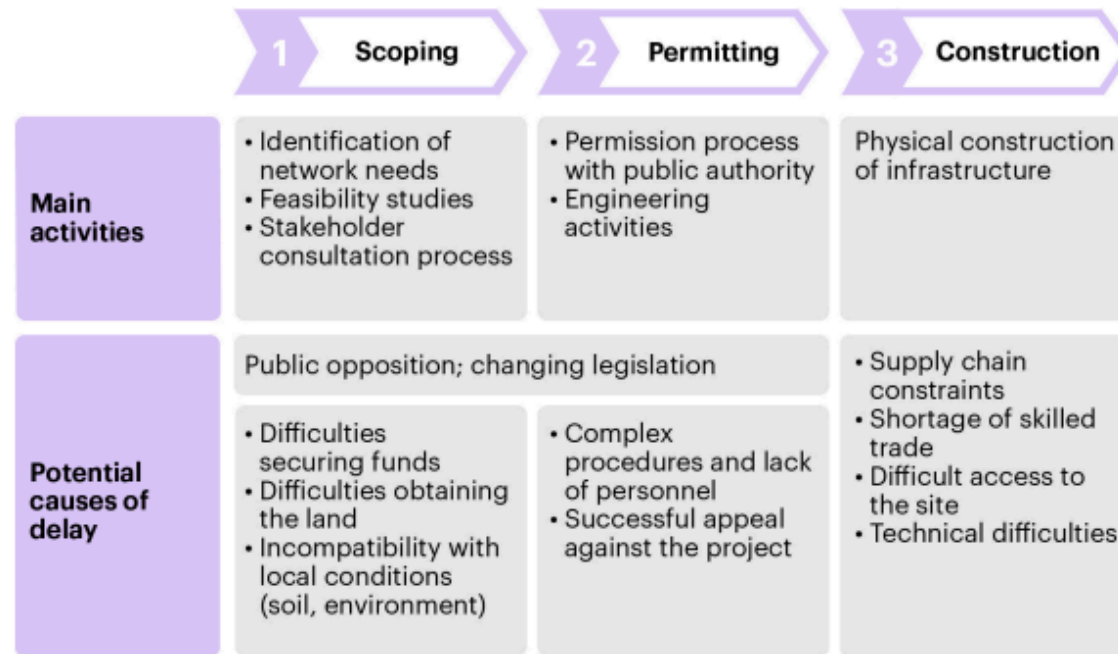 1 Scoping
2 Permitting
3 Construction
Main
activities
• Identification of
network needs
• Feasibility studies
• Stakeholder
consultation process
• Permission process
with public authority
• Engineering
activities
Physical construction
of infrastructure
Potential
causes of
delay
Public opposition; changing legislation
• Difficulties
securing funds
• Difficulties obtaining
the land
• Incompatibility with
local conditions
(soil, environment)
• Complex
procedures and lack
of personnel
• Successful appeal
against the project
• Supply chain
constraints
• Shortage of skilled
trade
• Difficult access to
the site
• Technical difficulties